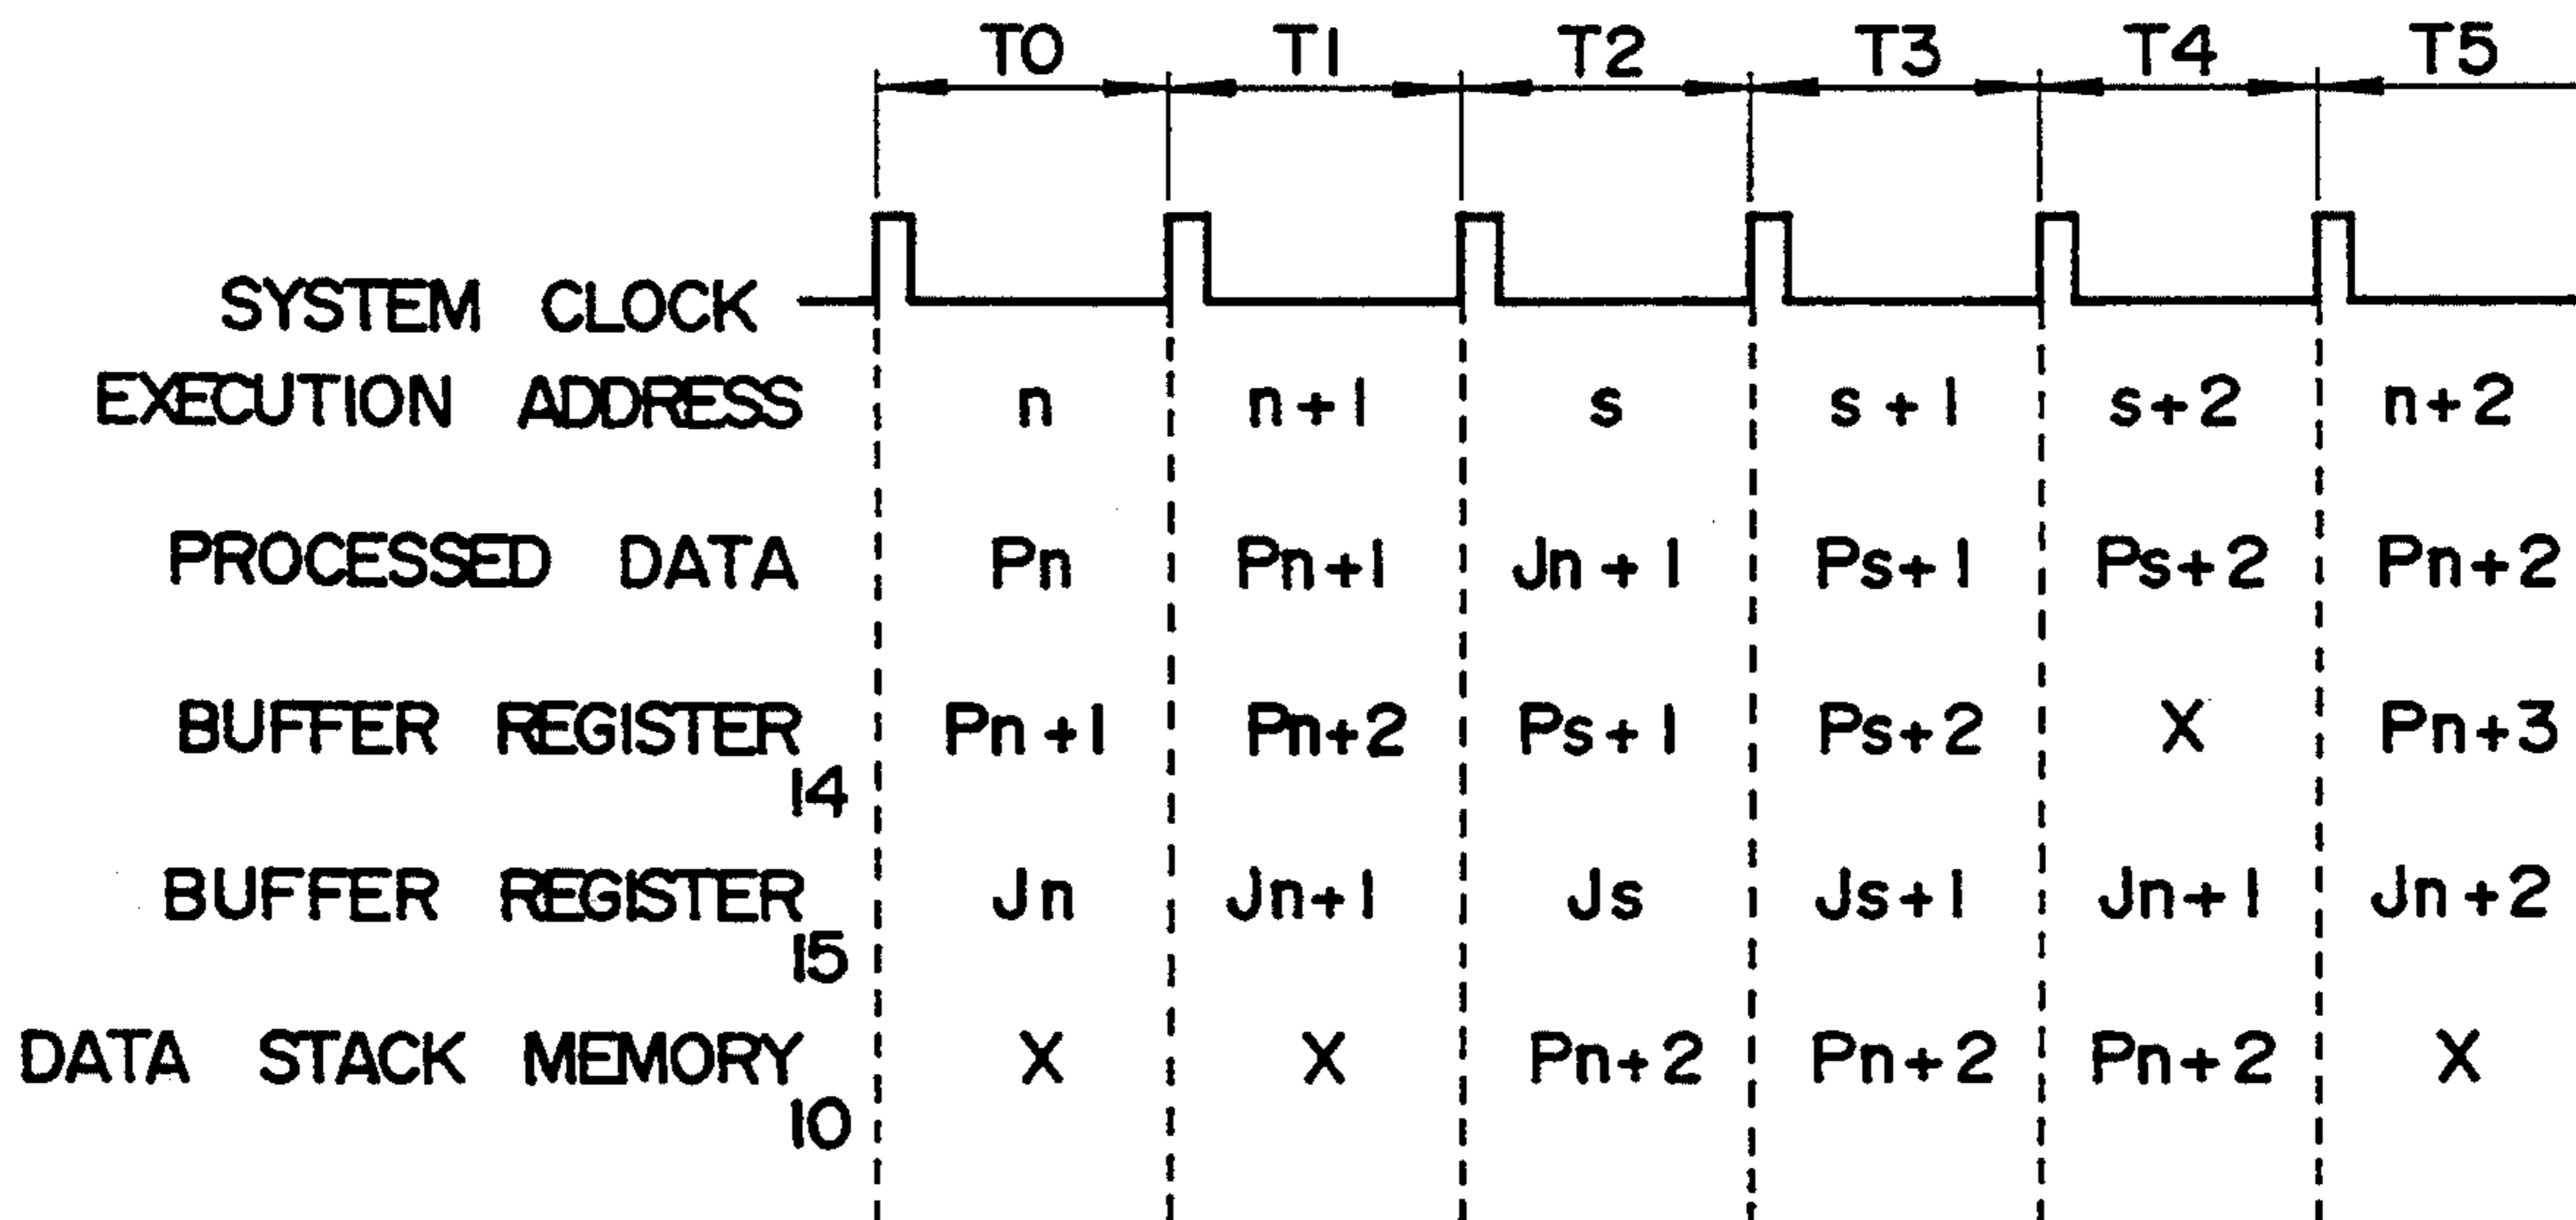 T0 T1 T2 T3 T4 T5
SYSTEM CLOCK
EXECUTION ADDRESS n n+1 s s+1 s+2 n+2
PROCESSED DATA Pn Pn+1 Jn+1 Ps+1 Ps+2 Pn+2
BUFFER REGISTER 14 Pn+1 Pn+2 Ps+1 Ps+2 X Pn+3
BUFFER REGISTER 15 Jn Jn+1 Js Js+1 Jn+1 Jn+2
DATA STACK MEMORY 10 X X Pn+2 Pn+2 Pn+2 X